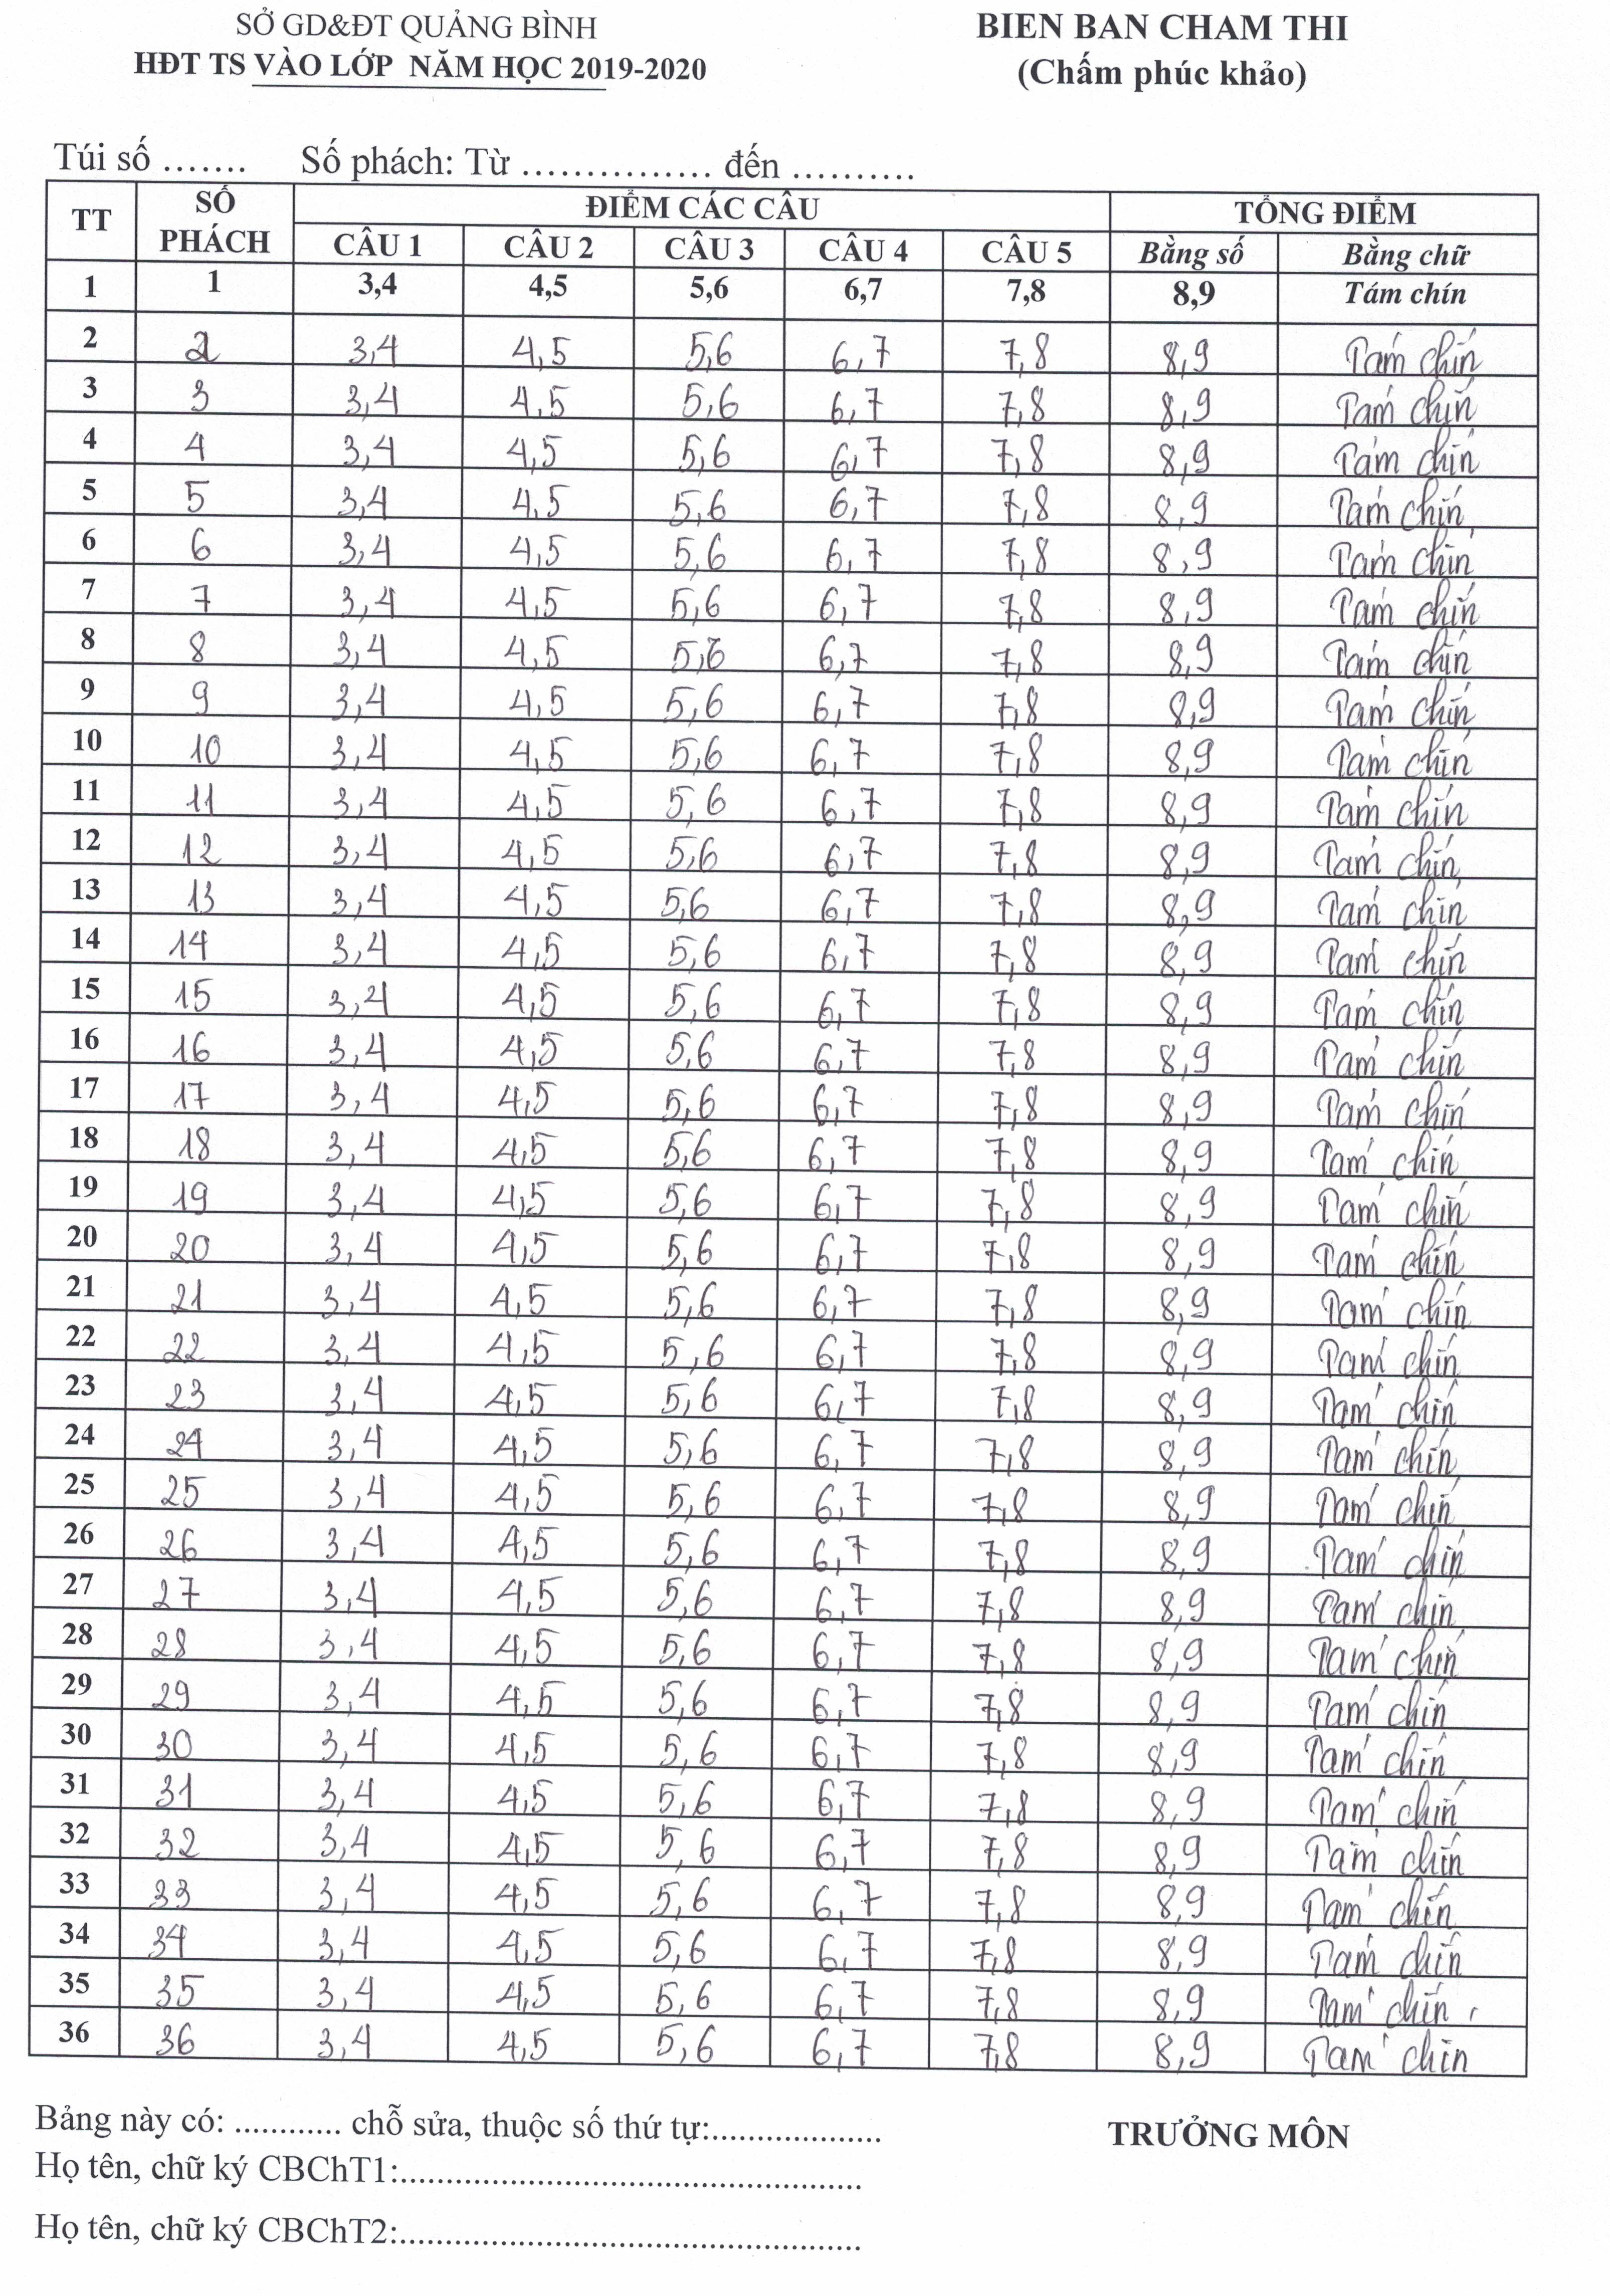 SỞ GD&ĐT QUẢNG BÌNH
HĐT TS VÀO LỚP NĂM HỌC 2019-2020
BIEN BAN CHAM THI
(Chấm phúc khảo)
Túi số ....... Số phách: Từ ............... đến ..........
TT SỐ PHÁCH ĐIỂM CÁC CÂU TỔNG ĐIỂM
CÂU 1 CÂU 2 CÂU 3 CÂU 4 CÂU 5 Bằng số Bằng chữ
1 1 3,4 4,5 5,6 6,7 7,8 8,9 Tám chín
2 2 3,4 4,5 5,6 6,7 7,8 8,9 Tám chín
3 3 3,4 4,5 5,6 6,7 7,8 8,9 Tám chín
4 4 3,4 4,5 5,6 6,7 7,8 8,9 Tám chín
5 5 3,4 4,5 5,6 6,7 7,8 8,9 Tám chín
6 6 3,4 4,5 5,6 6,7 7,8 8,9 Tám chín
7 7 3,4 4,5 5,6 6,7 7,8 8,9 Tám chín
8 8 3,4 4,5 5,6 6,7 7,8 8,9 Tám chín
9 9 3,4 4,5 5,6 6,7 7,8 8,9 Tám chín
10 10 3,4 4,5 5,6 6,7 7,8 8,9 Tám chín
11 11 3,4 4,5 5,6 6,7 7,8 8,9 Tám chín
12 12 3,4 4,5 5,6 6,7 7,8 8,9 Tám chín
13 13 3,4 4,5 5,6 6,7 7,8 8,9 Tám chín
14 14 3,4 4,5 5,6 6,7 7,8 8,9 Tám chín
15 15 3,4 4,5 5,6 6,7 7,8 8,9 Tám chín
16 16 3,4 4,5 5,6 6,7 7,8 8,9 Tám chín
17 17 3,4 4,5 5,6 6,7 7,8 8,9 Tám chín
18 18 3,4 4,5 5,6 6,7 7,8 8,9 Tám chín
19 19 3,4 4,5 5,6 6,7 7,8 8,9 Tám chín
20 20 3,4 4,5 5,6 6,7 7,8 8,9 Tám chín
21 21 3,4 4,5 5,6 6,7 7,8 8,9 Tám chín
22 22 3,4 4,5 5,6 6,7 7,8 8,9 Tám chín
23 23 3,4 4,5 5,6 6,7 7,8 8,9 Tám chín
24 24 3,4 4,5 5,6 6,7 7,8 8,9 Tám chín
25 25 3,4 4,5 5,6 6,7 7,8 8,9 Tám chín
26 26 3,4 4,5 5,6 6,7 7,8 8,9 Tám chín
27 27 3,4 4,5 5,6 6,7 7,8 8,9 Tám chín
28 28 3,4 4,5 5,6 6,7 7,8 8,9 Tám chín
29 29 3,4 4,5 5,6 6,7 7,8 8,9 Tám chín
30 30 3,4 4,5 5,6 6,7 7,8 8,9 Tám chín
31 31 3,4 4,5 5,6 6,7 7,8 8,9 Tám chín
32 32 3,4 4,5 5,6 6,7 7,8 8,9 Tám chín
33 33 3,4 4,5 5,6 6,7 7,8 8,9 Tám chín
34 34 3,4 4,5 5,6 6,7 7,8 8,9 Tám chín
35 35 3,4 4,5 5,6 6,7 7,8 8,9 Tám chín
36 36 3,4 4,5 5,6 6,7 7,8 8,9 Tám chín
Bảng này có: ............ chỗ sửa, thuộc số thứ tự:...................
TRƯỞNG MÔN
Họ tên, chữ ký CBChT1:....................................................
Họ tên, chữ ký CBChT2:....................................................